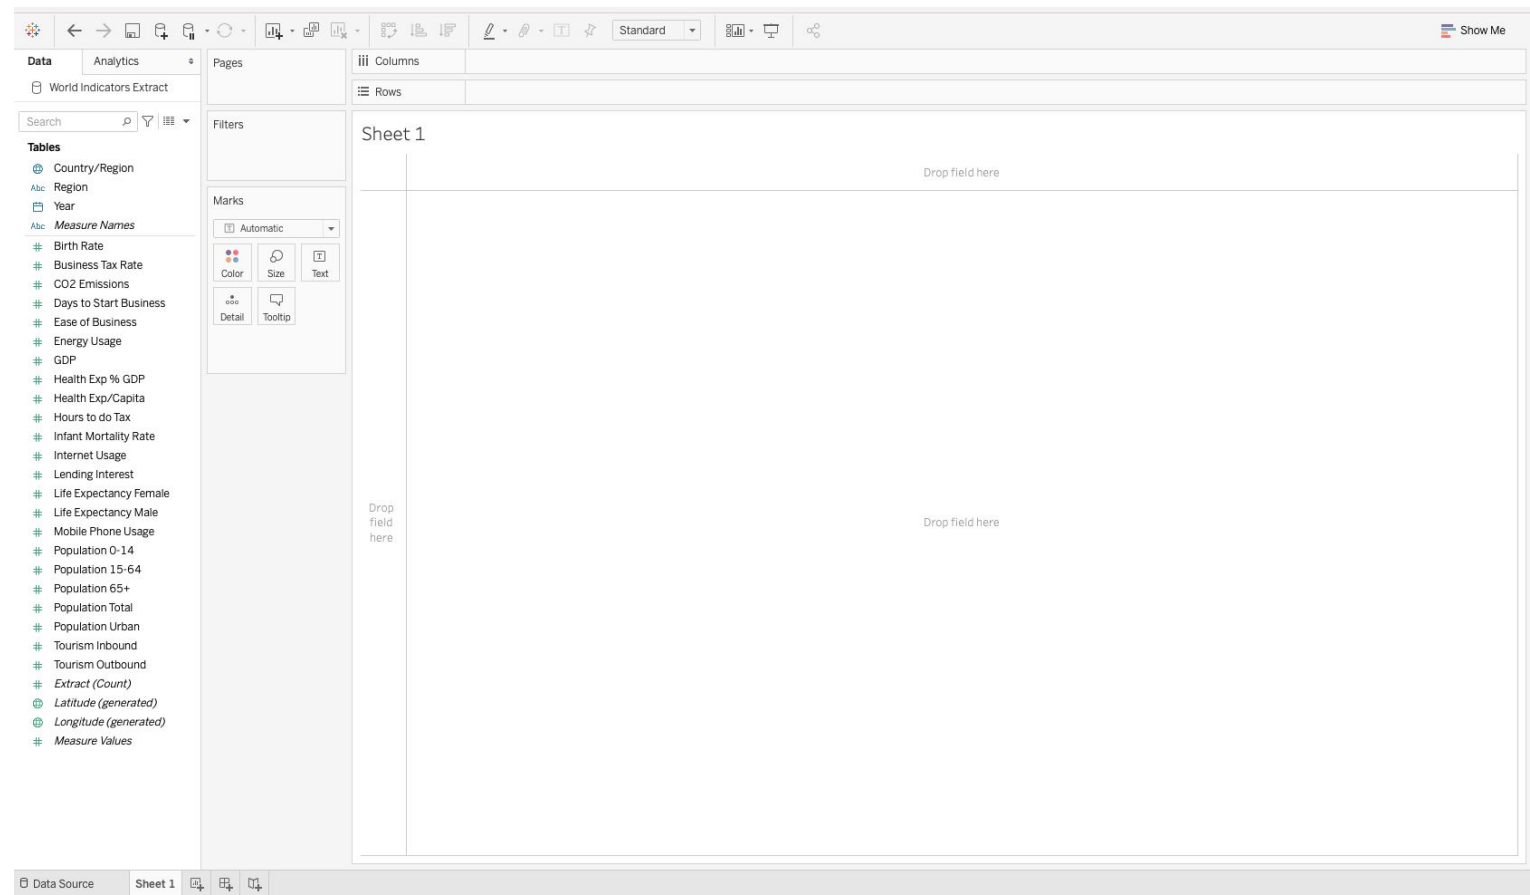 Standard
Show Me
Data
Analytics
World Indicators Extract
Search
Tables
Country/Region
Abc Region
Year
Abc Measure Names
Birth Rate
Business Tax Rate
CO2 Emissions
Days to Start Business
Ease of Business
Energy Usage
GDP
Health Exp % GDP
Health Exp/Capita
Hours to do Tax
Infant Mortality Rate
Internet Usage
Lending Interest
Life Expectancy Female
Life Expectancy Male
Mobile Phone Usage
Population 0-14
Population 15-64
Population 65+
Population Total
Population Urban
Tourism Inbound
Tourism Outbound
Extract (Count)
Latitude (generated)
Longitude (generated)
Measure Values
Pages
Filters
Marks
Automatic
Color Size Text
Detail Tooltip
Columns
Rows
Sheet 1
Drop field here
Drop
field
here
Drop field here
Data Source
Sheet 1